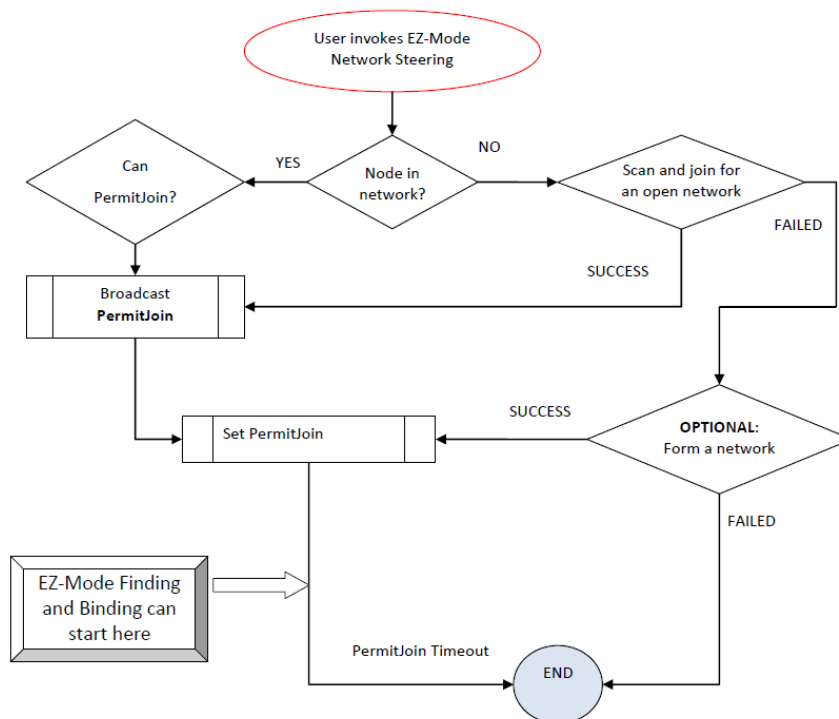 User invokes EZ-Mode
Network Steering
Can
PermitJoin?
YES
Node in
network?
NO
Scan and join for
an open network
FAILED
SUCCESS
Broadcast
PermitJoin
SUCCESS
OPTIONAL:
Form a network
Set PermitJoin
FAILED
EZ-Mode Finding
and Binding can
start here
PermitJoin Timeout
END